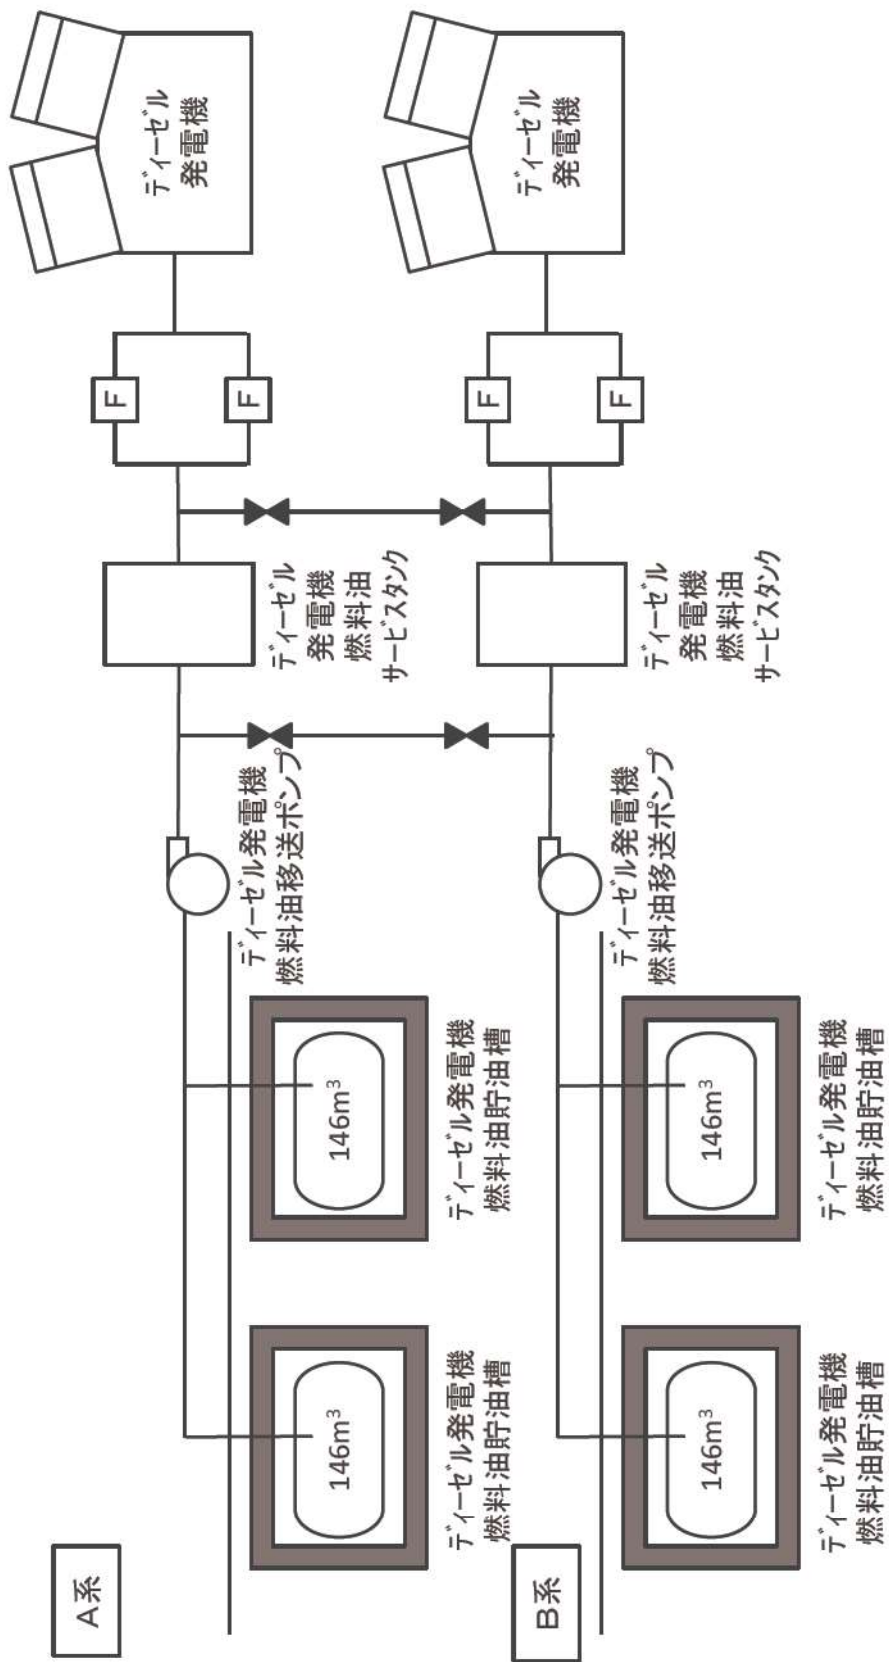 A系
146m³
ディーゼル発電機
燃料油貯油槽
146m³
ディーゼル発電機
燃料油貯油槽
ディーゼル発電機
燃料油移送ポンプ
ディーゼル
発電機
燃料油
サービスタンク
F
F
ディーゼル
発電機
B系
146m³
ディーゼル発電機
燃料油貯油槽
146m³
ディーゼル発電機
燃料油貯油槽
ディーゼル発電機
燃料油移送ポンプ
ディーゼル
発電機
燃料油
サービスタンク
F
F
ディーゼル
発電機